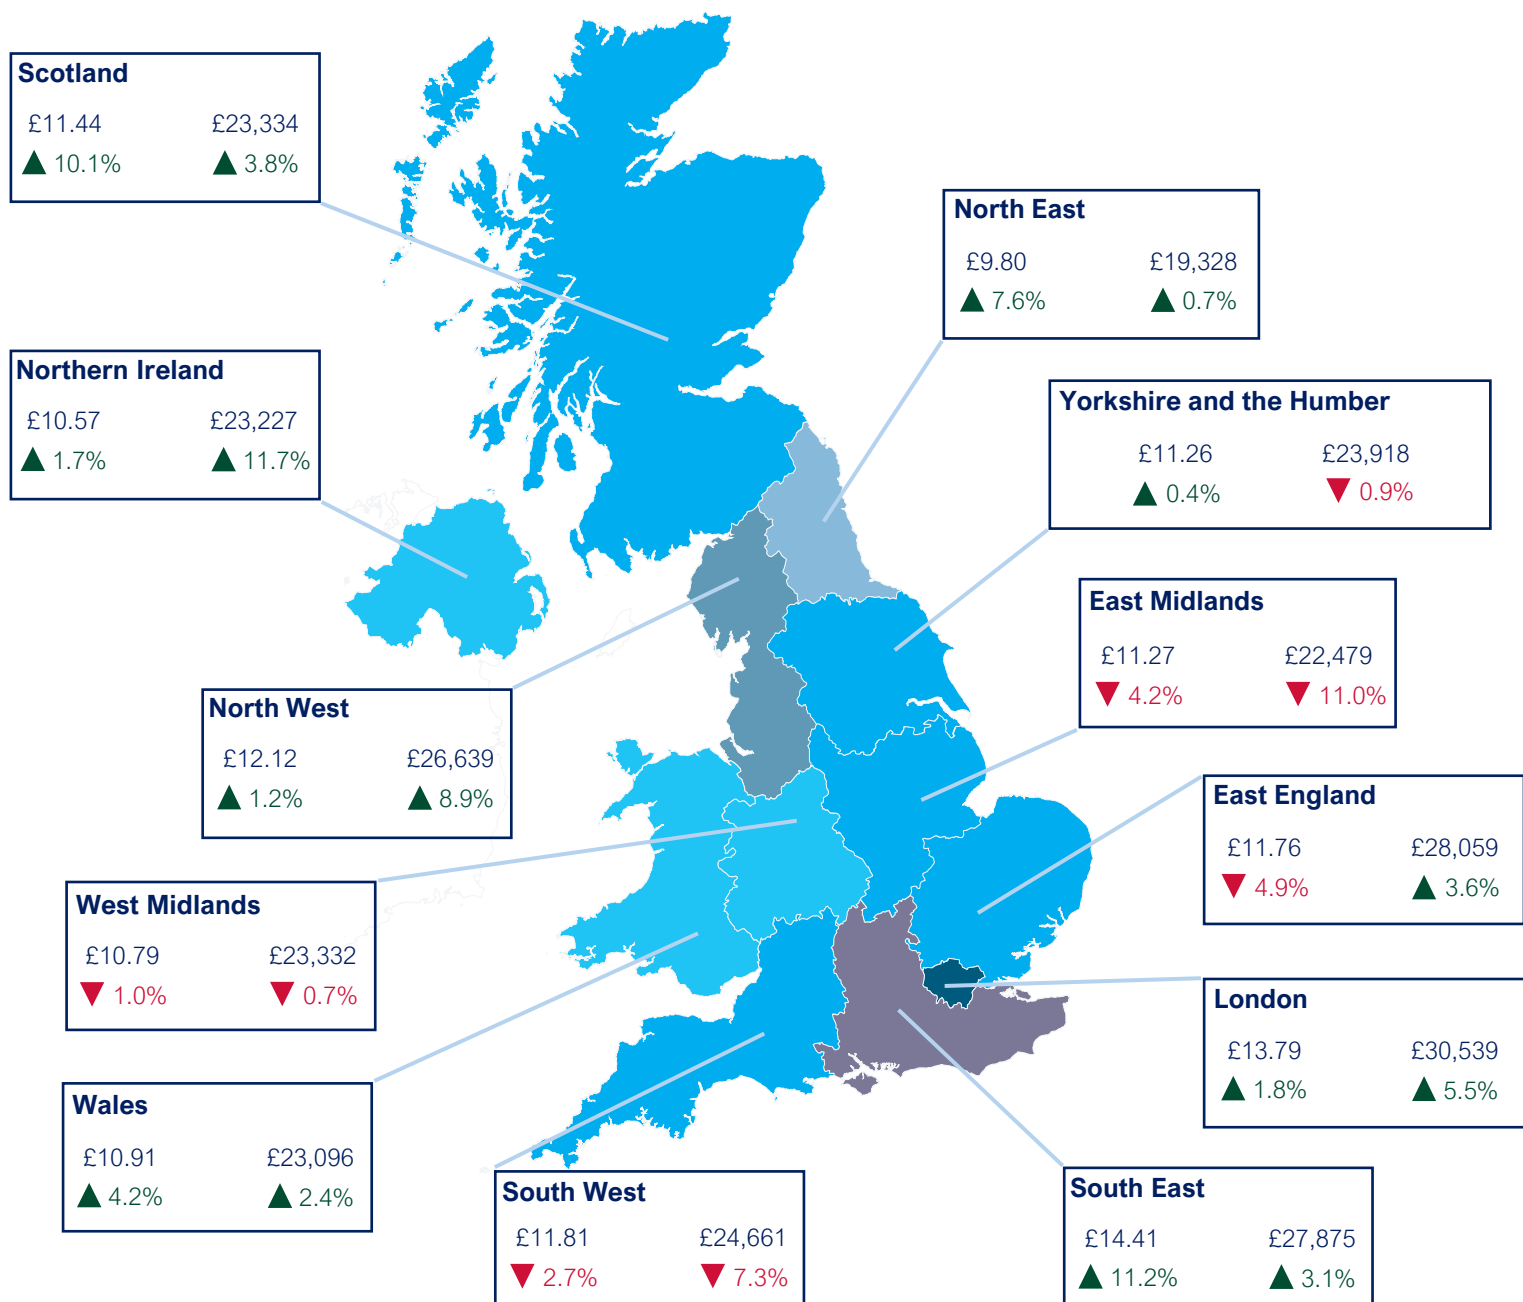 Scotland
£11.44 £23,334
▲ 10.1% ▲ 3.8%
North East
£9.80 £19,328
▲ 7.6% ▲ 0.7%
Northern Ireland
£10.57 £23,227
▲ 1.7% ▲ 11.7%
Yorkshire and the Humber
£11.26 £23,918
▲ 0.4% ▼ 0.9%
East Midlands
£11.27 £22,479
▼ 4.2% ▼ 11.0%
North West
£12.12 £26,639
▲ 1.2% ▲ 8.9%
East England
£11.76 £28,059
▼ 4.9% ▲ 3.6%
West Midlands
£10.79 £23,332
▼ 1.0% ▼ 0.7%
London
£13.79 £30,539
▲ 1.8% ▲ 5.5%
Wales
£10.91 £23,096
▲ 4.2% ▲ 2.4%
South West
£11.81 £24,661
▼ 2.7% ▼ 7.3%
South East
£14.41 £27,875
▲ 11.2% ▲ 3.1%